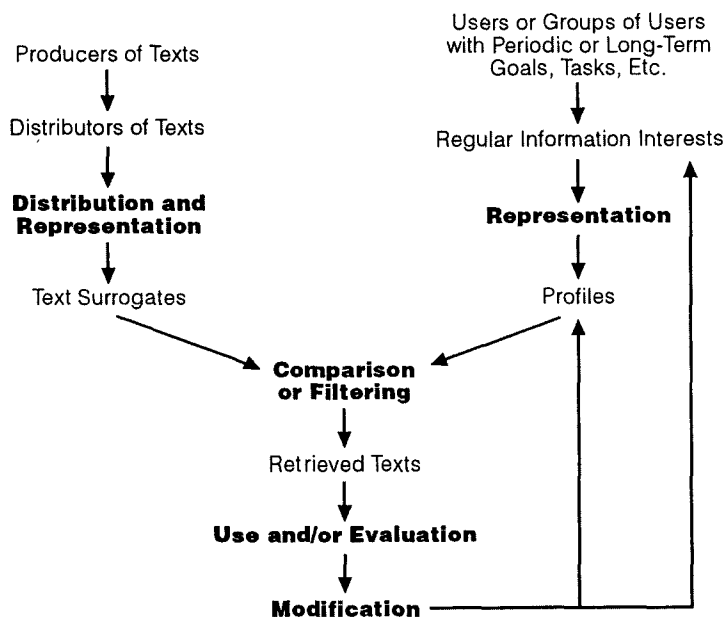 Producers of Texts
Distributors of Texts
Distribution and
Representation
Text Surrogates
Users or Groups of Users
with Periodic or Long-Term
Goals, Tasks, Etc.
Regular Information Interests
Representation
Profiles
Comparison
or Filtering
Retrieved Texts
Use and/or Evaluation
Modification